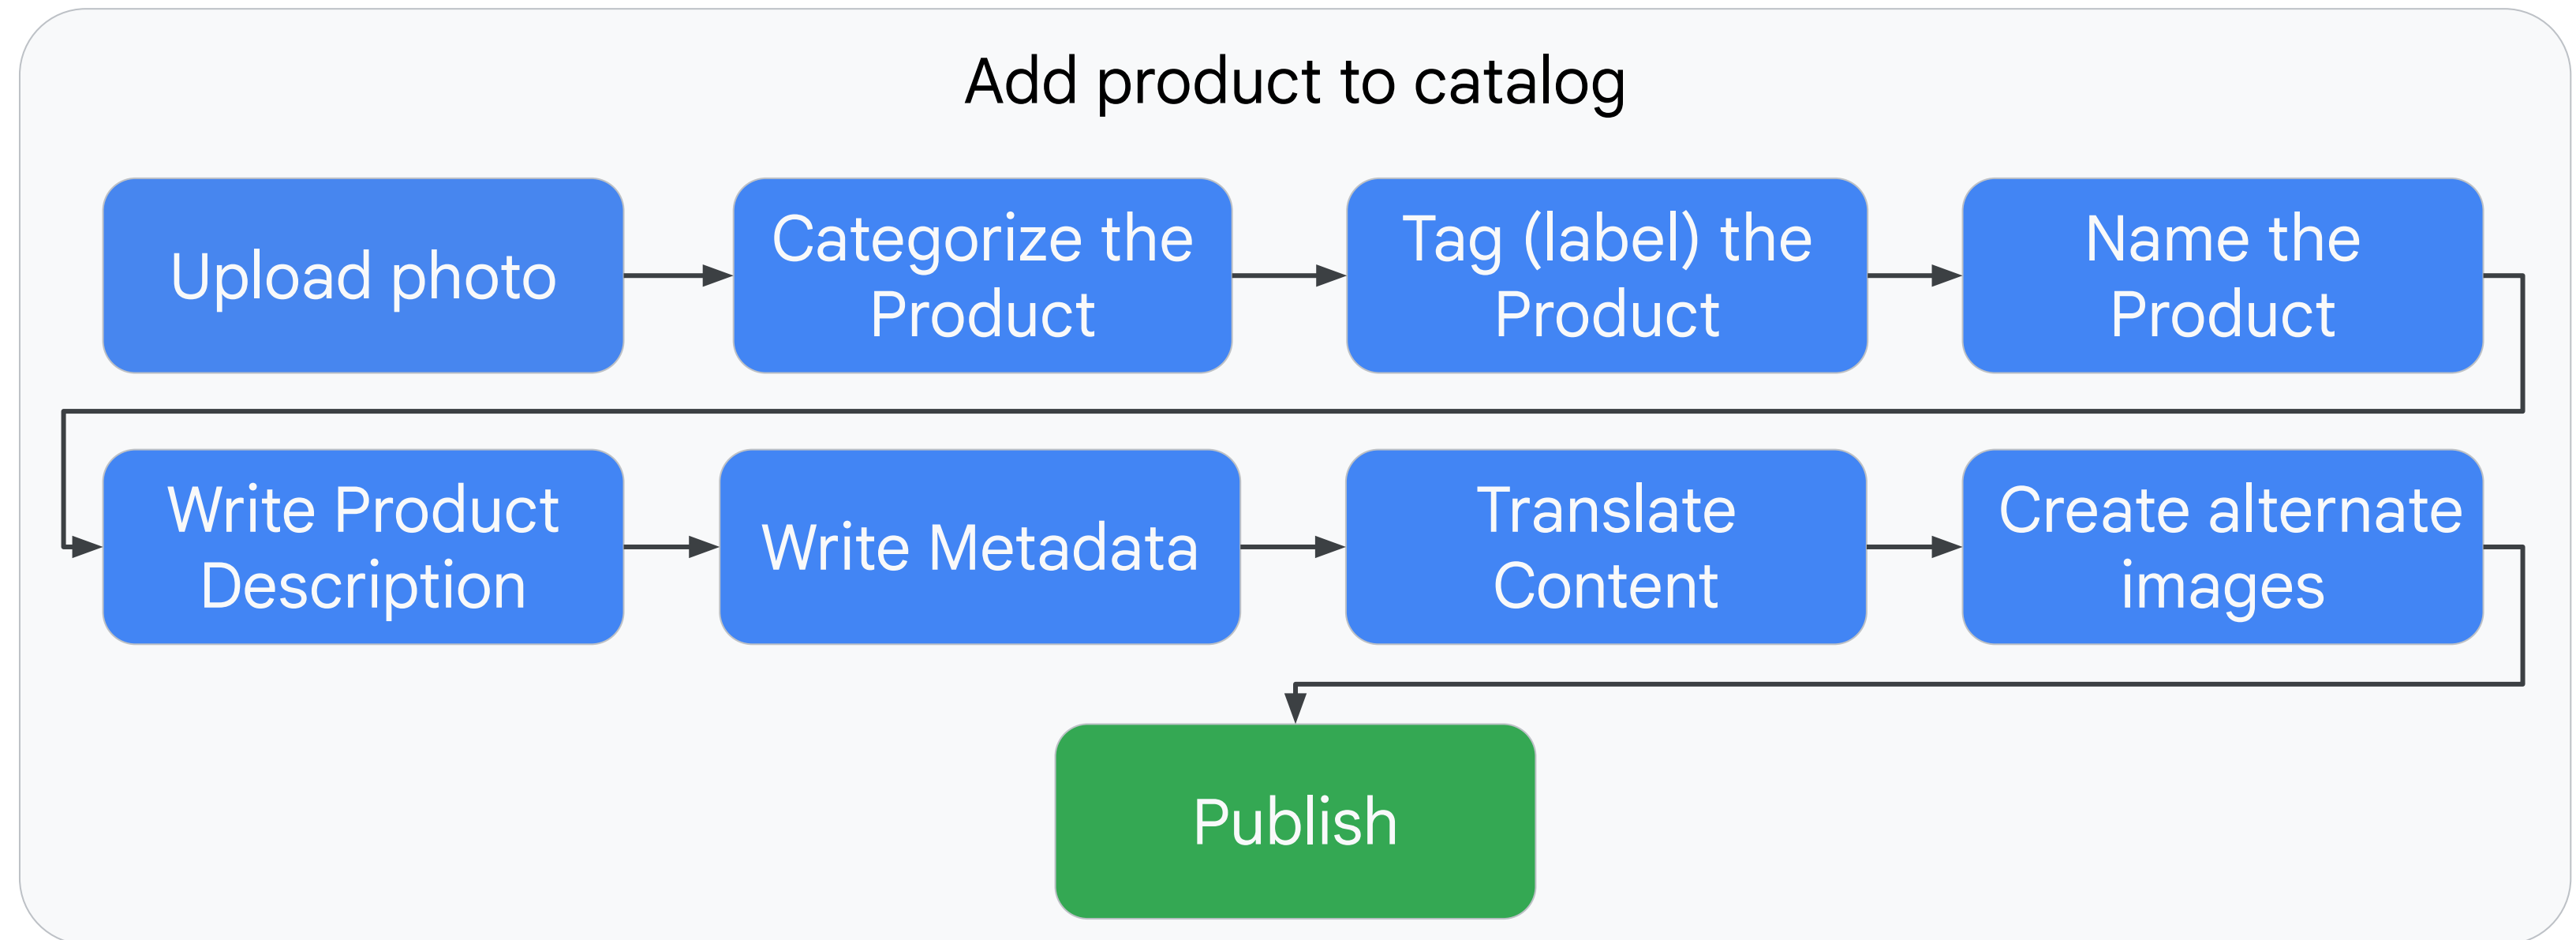 Add product to catalog
Upload photo
Categorize the
Product
Tag (label) the
Product
Name the
Product
Write Product
Description
Write Metadata
Translate
Content
Create alternate
images
Publish